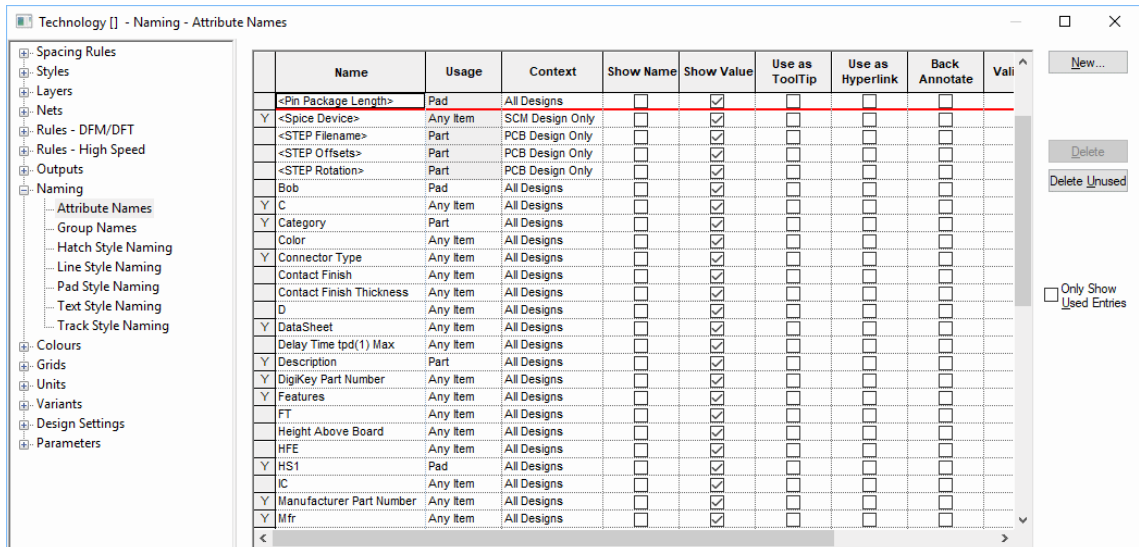 Technology [] - Naming - Attribute Names
Spacing Rules
Styles
Layers
Nets
Rules - DFM/DFT
Rules - High Speed
Outputs
Naming
Attribute Names
Group Names
Hatch Style Naming
Line Style Naming
Pad Style Naming
Text Style Naming
Track Style Naming
Colours
Grids
Units
Variants
Design Settings
Parameters
Name Usage Context Show Name Show Value Use as ToolTip Use as Hyperlink Back Annotate Vali
<Pin Package Length> Pad All Designs
Y <Spice Device> Any Item SCM Design Only
<STEP Filename> Part PCB Design Only
<STEP Offsets> Part PCB Design Only
<STEP Rotation> Part PCB Design Only
Bob Pad All Designs
Y C Any Item All Designs
Y Category Part All Designs
Color Any Item All Designs
Y Connector Type Any Item All Designs
Contact Finish Any Item All Designs
Contact Finish Thickness Any Item All Designs
D Any Item All Designs
Y DataSheet Any Item All Designs
Delay Time tpd(1) Max Any Item All Designs
Y Description Part All Designs
Y DigiKey Part Number Any Item All Designs
Y Features Any Item All Designs
FT Any Item All Designs
Height Above Board Any Item All Designs
HFE Any Item All Designs
Y HS1 Pad All Designs
IC Any Item All Designs
Y Manufacturer Part Number Any Item All Designs
Y Mfr Any Item All Designs
New...
Delete
Delete Unused
Only Show
Used Entries